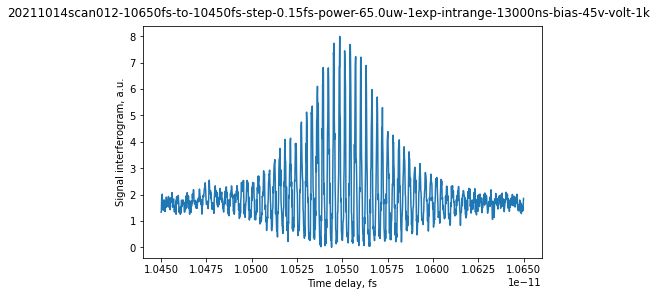 20211014scan012-10650fs-to-10450fs-step-0.15fs-power-65.0uw-1exp-intrange-13000ns-bias-45v-volt-1k
8
7
6
5
4
3
2
1
0
Signal interferogram, a.u.
1.0450 1.0475 1.0500 1.0525 1.0550 1.0575 1.0600 1.0625 1.0650
1e-11
Time delay, fs